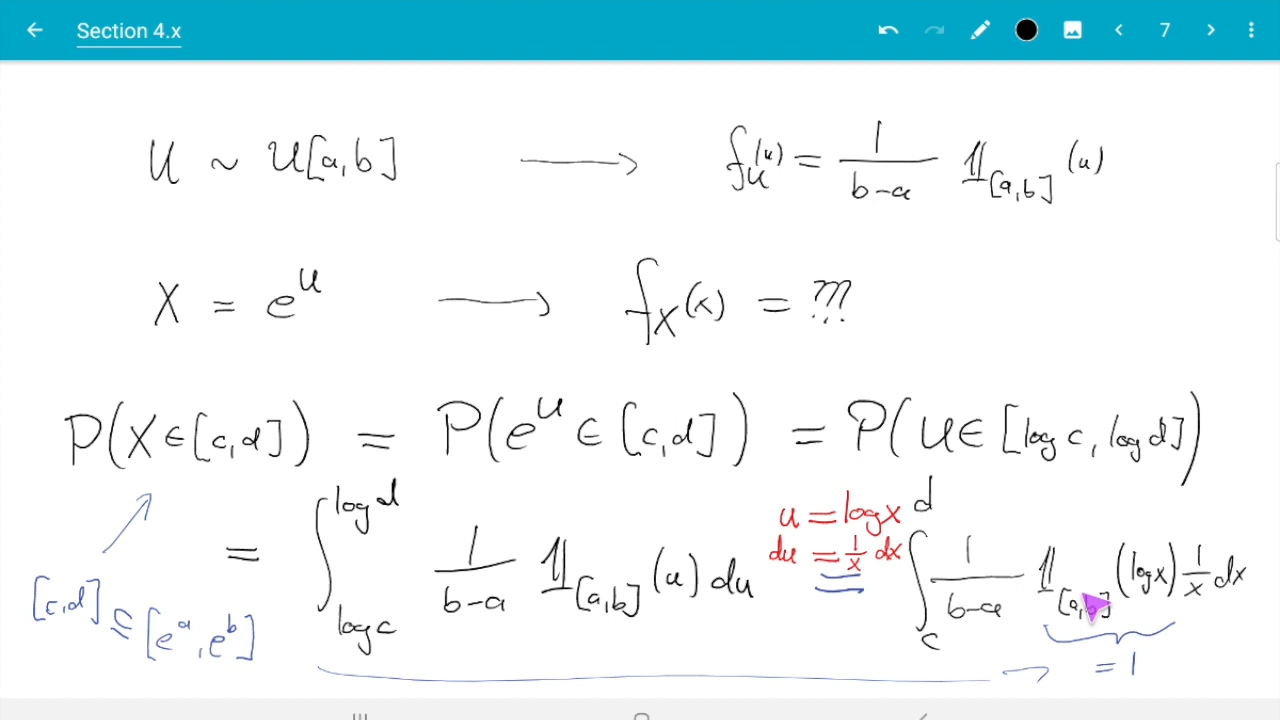 Section 4.x
7
U ~ U[a,b] ⟶ f_U(u) = 1/(b-a) 𝟙_[a,b] (u)
X = e^U ⟶ f_X(x) = ???
P(X∈[c,d]) = P(e^U ∈ [c,d]) = P(U∈[log c, log d])
= ∫_{log c}^{log d} 1/(b-a) 𝟙_[a,b] (u) du = ∫_c^d 1/(b-a) 𝟙_[a,b] (log x) 1/x dx
u = log x
du = 1/x dx
[c,d] ⊆ [e^a, e^b]
= 1